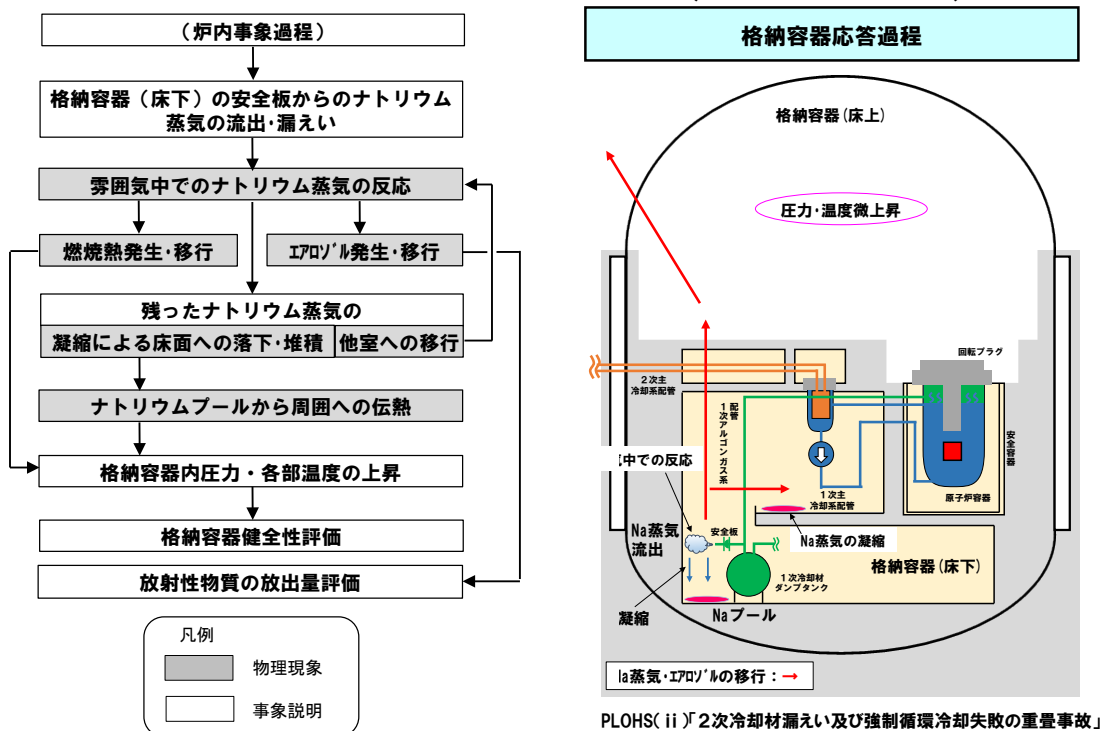 (炉内事象過程)
格納容器(床下)の安全板からのナトリウム
蒸気の流出・漏えい
雰囲気中でのナトリウム蒸気の反応
燃焼熱発生・移行
エアロゾル発生・移行
残ったナトリウム蒸気の
凝縮による床面への落下・堆積
他室への移行
ナトリウムプールから周囲への伝熱
格納容器内圧力・各部温度の上昇
格納容器健全性評価
放射性物質の放出量評価
凡例
物理現象
事象説明
格納容器応答過程
格納容器(床上)
圧力・温度微上昇
回転プラグ
2次主
冷却系配管
1次アルゴンガス系
配管
安全容器
中での反応
1次主
冷却系配管
原子炉容器
Na蒸気
流出
安全板
Na蒸気の凝縮
格納容器(床下)
1次冷却材
ダンプタンク
凝縮
Naプール
a蒸気・エアロゾルの移行:→
PLOHS(ii)「2次冷却材漏えい及び強制循環冷却失敗の重畳事故」